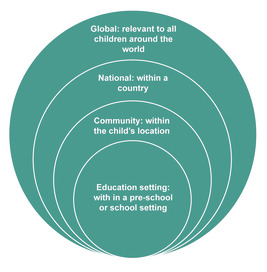 Global: relevant to all
children around the
world
National: within a
country
Community: within
the child's location
Education setting:
with in a pre-school
or school setting